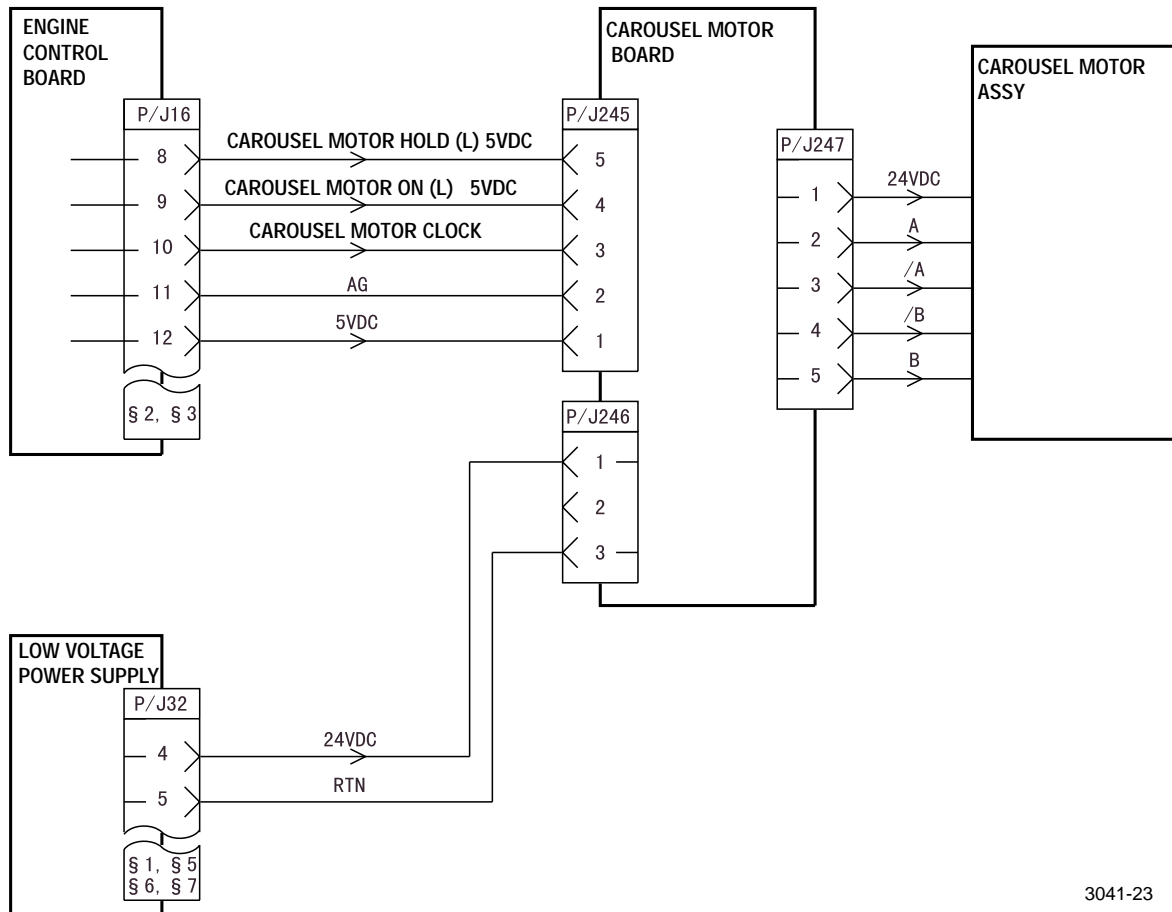 ENGINE
CONTROL
BOARD
P/J16
8
9
10
11
12
§ 2, § 3
CAROUSEL MOTOR HOLD (L) 5VDC
CAROUSEL MOTOR ON (L) 5VDC
CAROUSEL MOTOR CLOCK
AG
5VDC
CAROUSEL MOTOR
BOARD
P/J245
5
4
3
2
1
P/J246
1
2
3
P/J247
1
2
3
4
5
24VDC
A
/A
/B
B
CAROUSEL MOTOR
ASSY
LOW VOLTAGE
POWER SUPPLY
P/J32
4
5
§ 1, § 5
§ 6, § 7
24VDC
RTN
3041-23